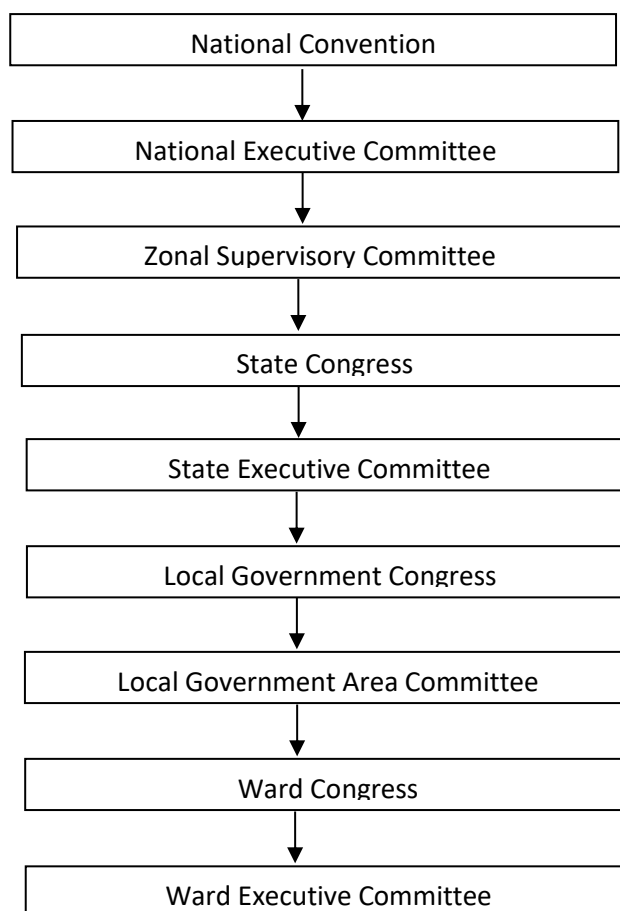 National Convention
National Executive Committee
Zonal Supervisory Committee
State Congress
State Executive Committee
Local Government Congress
Local Government Area Committee
Ward Congress
Ward Executive Committee